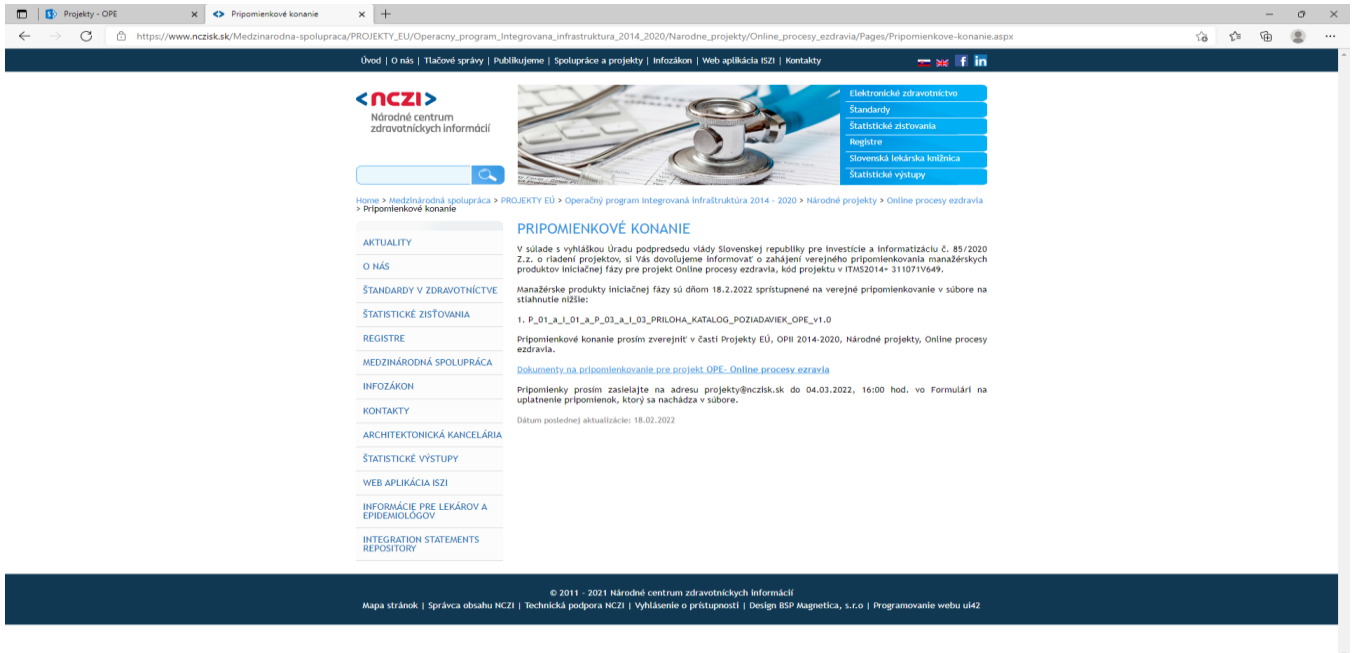 Projekty - OPE
Pripomienkové konanie
https://www.nczisk.sk/Medzinarodna-spolupraca/PROJEKTY_EU/Operacny_program_Integrovana_infrastruktura_2014_2020/Narodne_projekty/Online_procesy_ezdravia/Pages/Pripomienkove-konanie.aspx
Úvod | O nás | Tlačové správy | Publikujeme | Spolupráce a projekty | Infozákon | Web aplikácia ISZI | Kontakty
f in
<nczi>
Národné centrum
zdravotníckych informácií
Elektronické zdravotníctvo
Štandardy
Štatistické zisťovania
Registre
Slovenská lekárska knižnica
Štatistické výstupy
Home > Medzinárodná spolupráca > PROJEKTY EÚ > Operačný program Integrovaná infraštruktúra 2014 - 2020 > Národné projekty > Online procesy ezdravia
> Pripomienkové konanie
AKTUALITY
O NÁS
ŠTANDARDY V ZDRAVOTNÍCTVE
ŠTATISTICKÉ ZISŤOVANIA
REGISTRE
MEDZINÁRODNÁ SPOLUPRÁCA
INFOZÁKON
KONTAKTY
ARCHITEKTONICKÁ KANCELÁRIA
ŠTATISTICKÉ VÝSTUPY
WEB APLIKÁCIA ISZI
INFORMÁCIE PRE LEKÁROV A
EPIDEMIOLÓGOV
INTEGRATION STATEMENTS
REPOSITORY
PRIPOMIENKOVÉ KONANIE
V súlade s vyhláškou Úradu podpredsedu vlády Slovenskej republiky pre investície a informatizáciu č. 85/2020
Z.z. o riadení projektov, si Vás dovoľujeme informovať o zahájení verejného pripomienkovania manažérskych
produktov iniciačnej fázy pre projekt Online procesy ezdravia, kód projektu v ITMS2014+ 311071V649.
Manažérske produkty iniciačnej fázy sú dňom 18.2.2022 sprístupnené na verejné pripomienkovanie v súbore na
stiahnutie nižšie:
1. P_01_a_I_01_a_P_03_a_I_03_PRILOHA_KATALOG_POZIADAVIEK_OPE_v1.0
Pripomienkové konanie prosím zverejniť v časti Projekty EÚ, OPII 2014-2020, Národné projekty, Online procesy
ezdravia.
Dokumenty na pripomienkovanie pre projekt OPE- Online procesy ezravia
Pripomienky prosím zasielajte na adresu projekty@nczisk.sk do 04.03.2022, 16:00 hod. vo Formulári na
uplatnenie pripomienok, ktorý sa nachádza v súbore.
Dátum poslednej aktualizácie: 18.02.2022
© 2011 - 2021 Národné centrum zdravotníckych informácií
Mapa stránok | Správca obsahu NCZI | Technická podpora NCZI | Vyhlásenie o prístupnosti | Design BSP Magnetica, s.r.o | Programovanie webu ui42